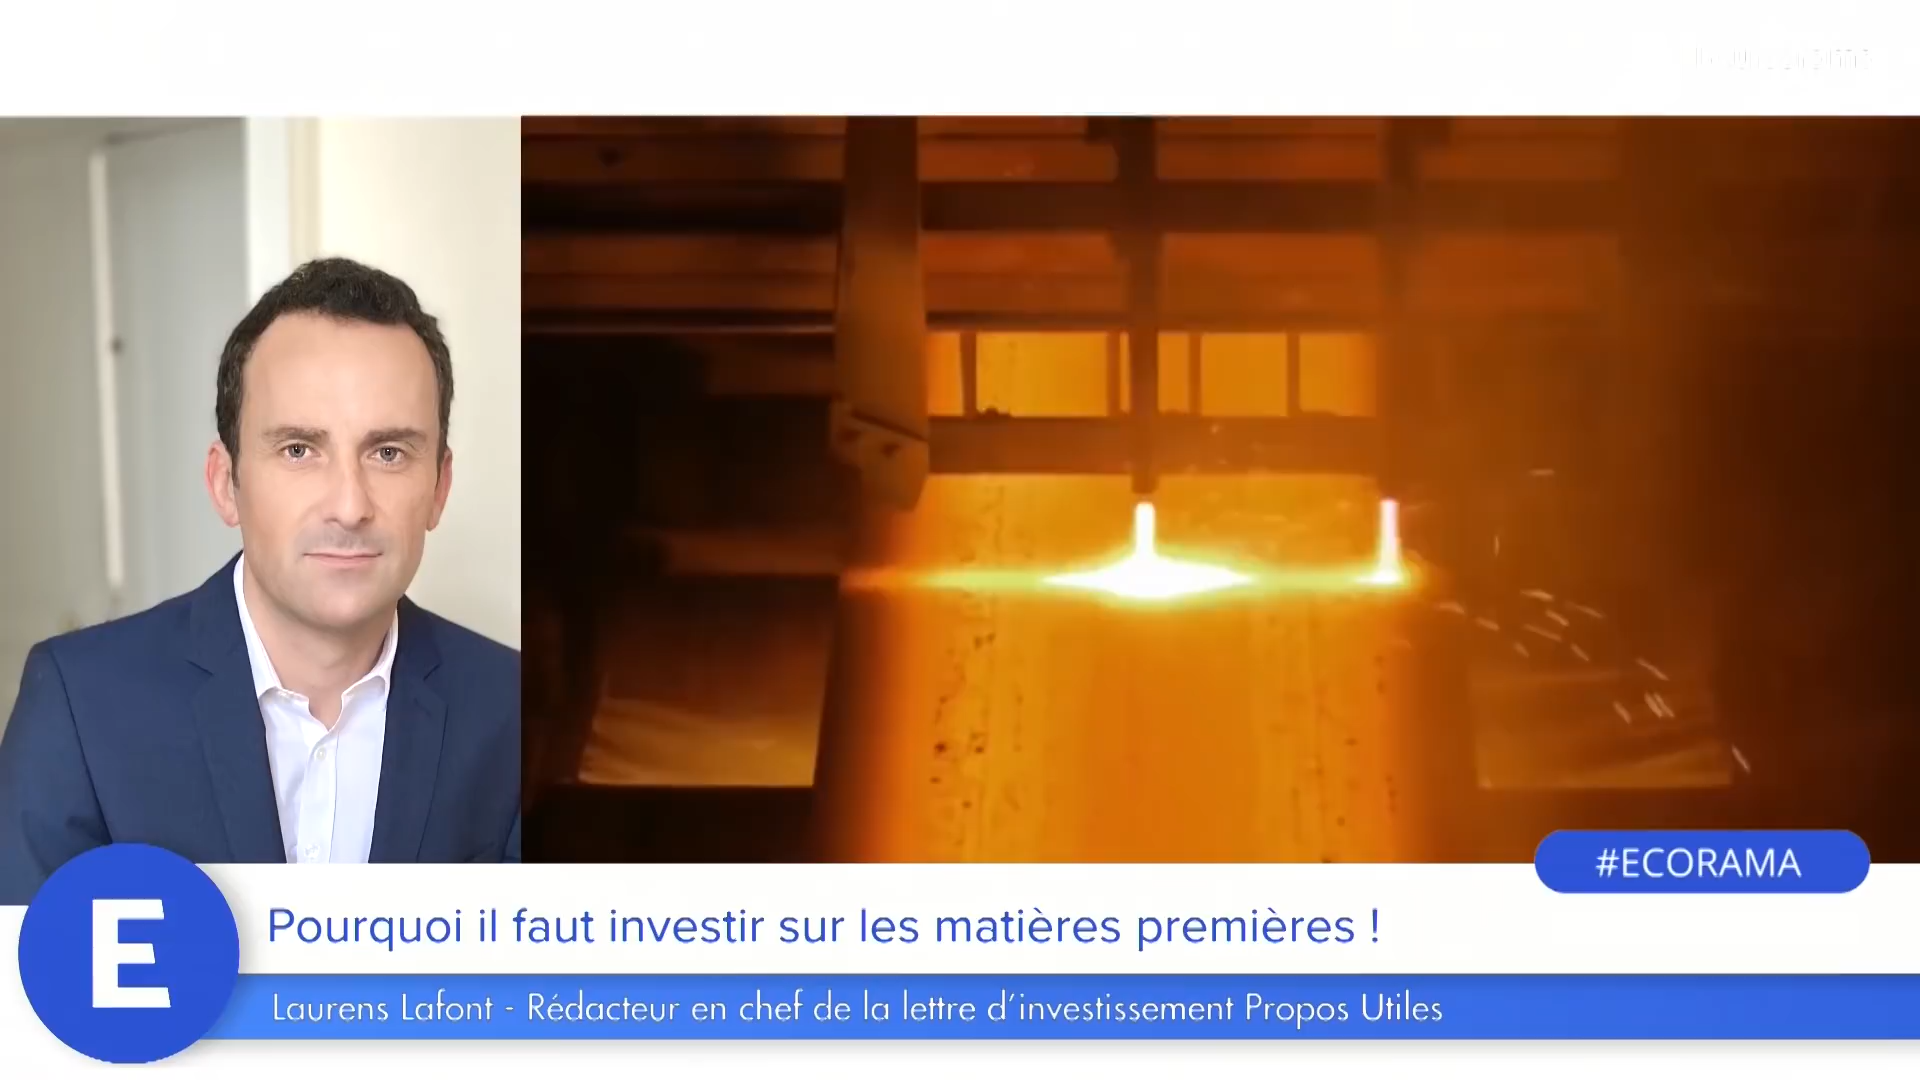 #ECORAMA
E
Pourquoi il faut investir sur les matières premières !
Laurens Lafont - Rédacteur en chef de la lettre d'investissement Propos Utiles